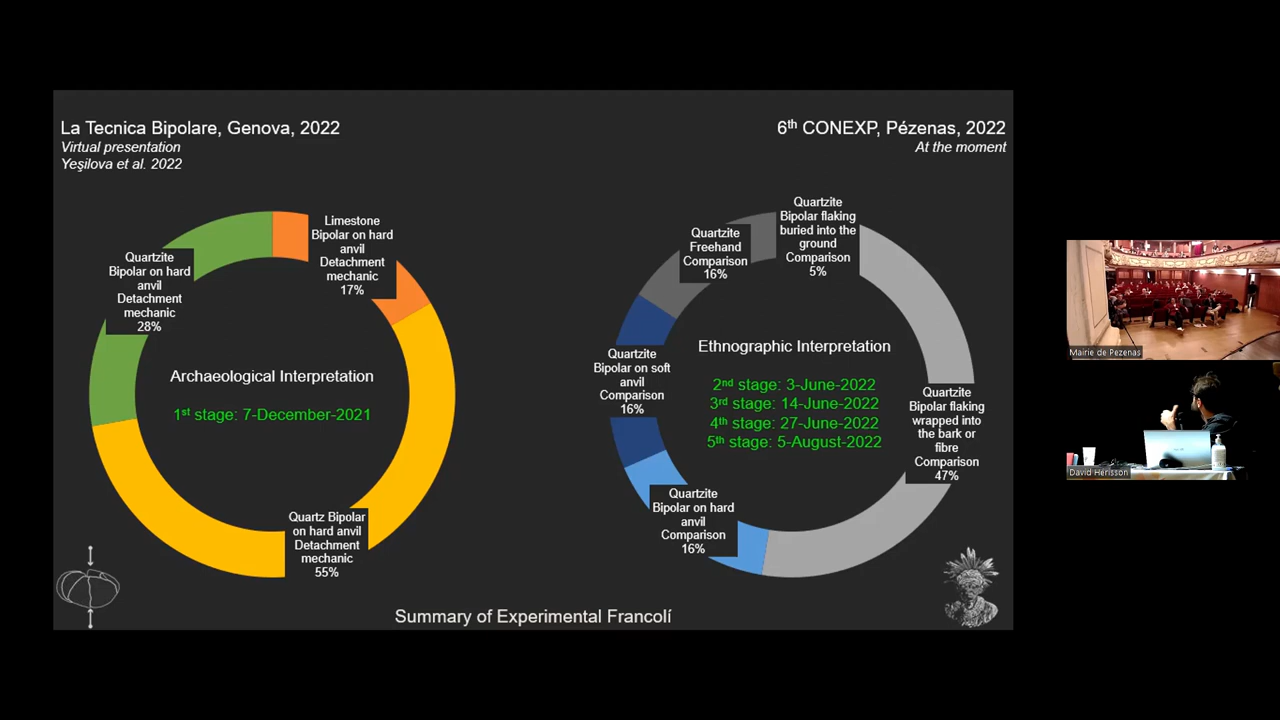 La Tecnica Bipolare, Genova, 2022
Virtual presentation
Yeşilova et al. 2022
6th CONEXP, Pézenas, 2022
At the moment
Limestone
Bipolar on hard
anvil
Detachment
mechanic
17%
Quartzite
Bipolar on hard
anvil
Detachment
mechanic
28%
Archaeological Interpretation
1st stage: 7-December-2021
Quartz Bipolar
on hard anvil
Detachment
mechanic
55%
Quartzite
Bipolar flaking
buried into the
ground
Comparison
5%
Quartzite
Freehand
Comparison
16%
Quartzite
Bipolar on soft
anvil
Comparison
16%
Ethnographic Interpretation
2nd stage: 3-June-2022
3rd stage: 14-June-2022
4th stage: 27-June-2022
5th stage: 5-August-2022
Quartzite
Bipolar flaking
wrapped into
the bark or
fibre
Comparison
47%
Quartzite
Bipolar on hard
anvil
Comparison
16%
Summary of Experimental Francolí
Mairie de Pezenas
David Hérisson